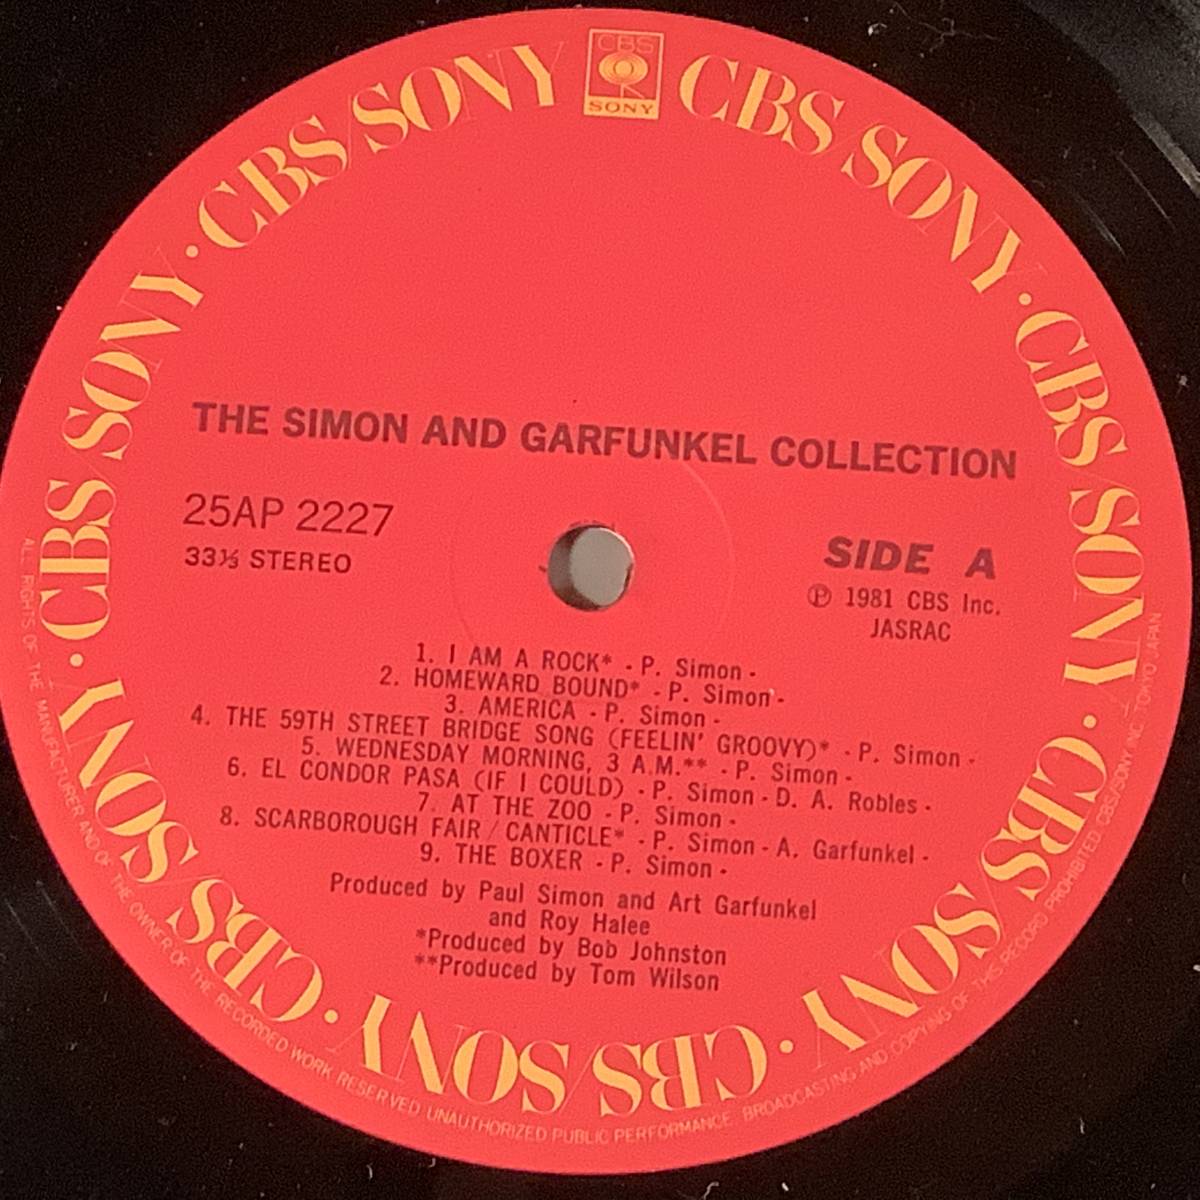 CBS
SONY
CBS/SONY · CBS/SONY · CBS/SONY · CBS/SONY · CBS/SONY · CBS/SONY · CBS/SONY · CBS/SONY
THE SIMON AND GARFUNKEL COLLECTION
25AP 2227
33⅓ STEREO
SIDE A
Ⓟ 1981 CBS Inc.
JASRAC
1. I AM A ROCK* - P. Simon -
2. HOMEWARD BOUND* - P. Simon -
3. AMERICA - P. Simon -
4. THE 59TH STREET BRIDGE SONG (FEELIN' GROOVY)* - P. Simon -
5. WEDNESDAY MORNING, 3 A.M.** - P. Simon -
6. EL CONDOR PASA (IF I COULD) - P. Simon - D. A. Robles -
7. AT THE ZOO - P. Simon -
8. SCARBOROUGH FAIR / CANTICLE* - P. Simon - A. Garfunkel -
9. THE BOXER - P. Simon -
Produced by Paul Simon and Art Garfunkel
and Roy Halee
*Produced by Bob Johnston
**Produced by Tom Wilson
ALL RIGHTS OF THE MANUFACTURER AND OF THE OWNER OF THE RECORDED WORK RESERVED UNAUTHORIZED PUBLIC PERFORMANCE BROADCASTING AND COPYING OF THIS RECORD PROHIBITED CBS/SONY INC. TOKYO JAPAN